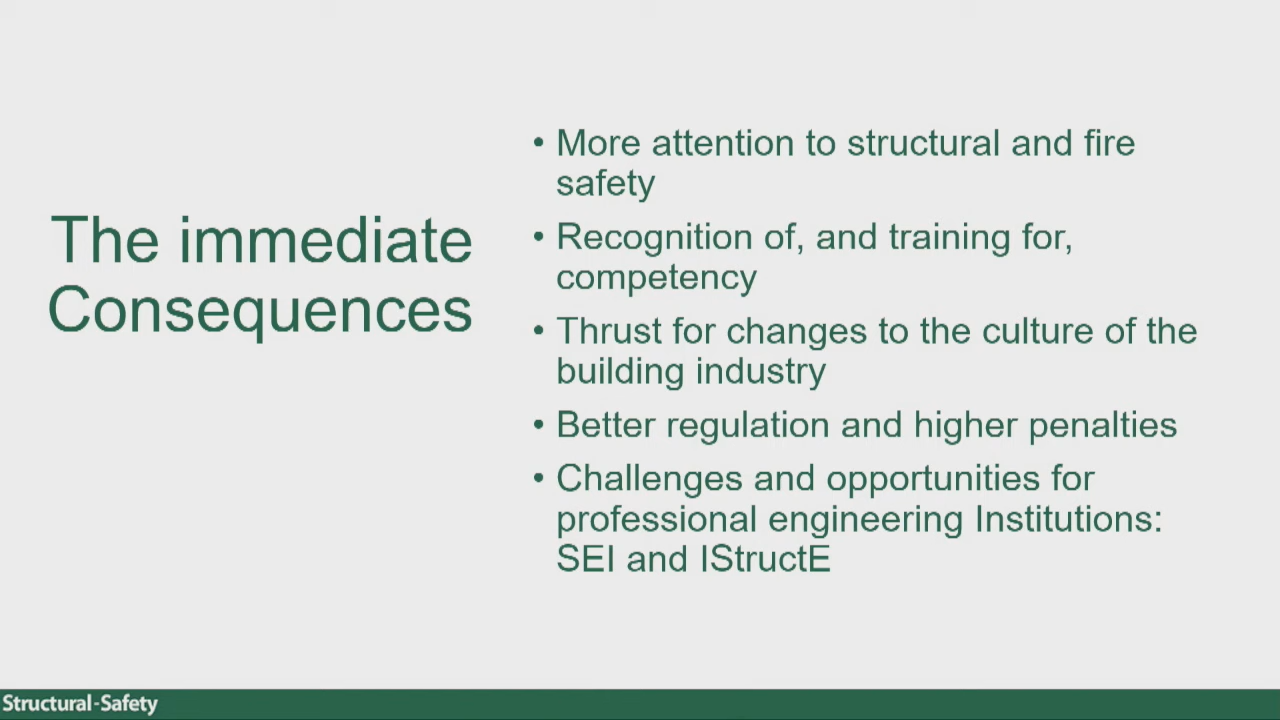 The immediate
Consequences
• More attention to structural and fire
safety
• Recognition of, and training for,
competency
• Thrust for changes to the culture of the
building industry
• Better regulation and higher penalties
• Challenges and opportunities for
professional engineering Institutions:
SEI and IStructE
Structural-Safety